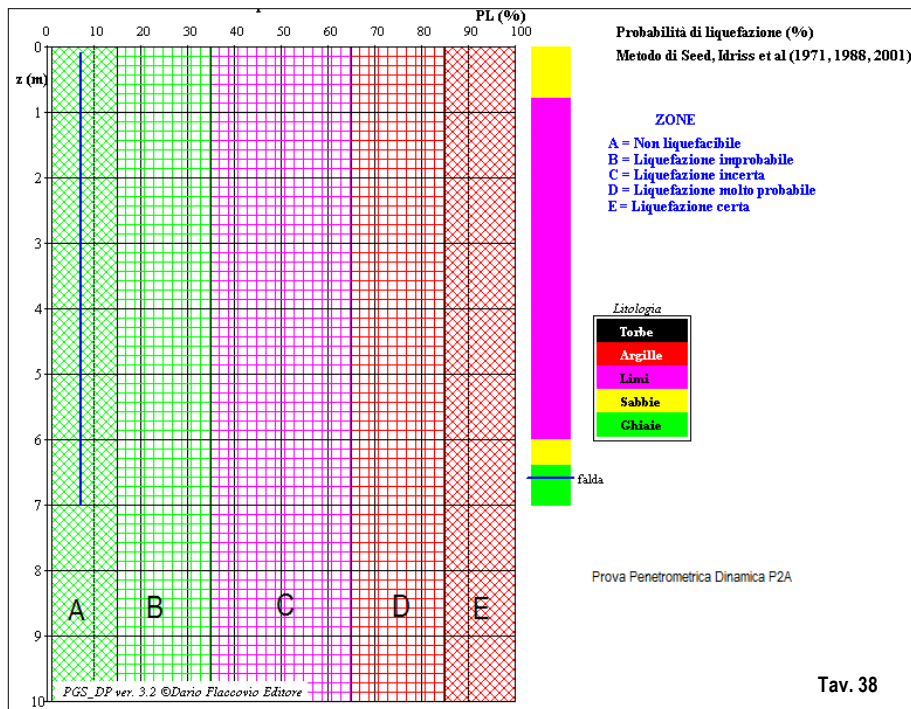 PL (%)
0 10 20 30 40 50 60 70 80 90 100
z (m)
0
1
2
3
4
5
6
7
8
9
10
A B C D E
PGS_DP ver. 3.2 ©Dario Flaccovio Editore
Probabilità di liquefazione (%)
Metodo di Seed, Idriss et al (1971, 1988, 2001)
ZONE
A = Non liquefacibile
B = Liquefazione improbabile
C = Liquefazione incerta
D = Liquefazione molto probabile
E = Liquefazione certa
Litologia
Torbe
Argille
Limi
Sabbie
Ghiaie
falda
Prova Penetrometrica Dinamica P2A
Tav. 38